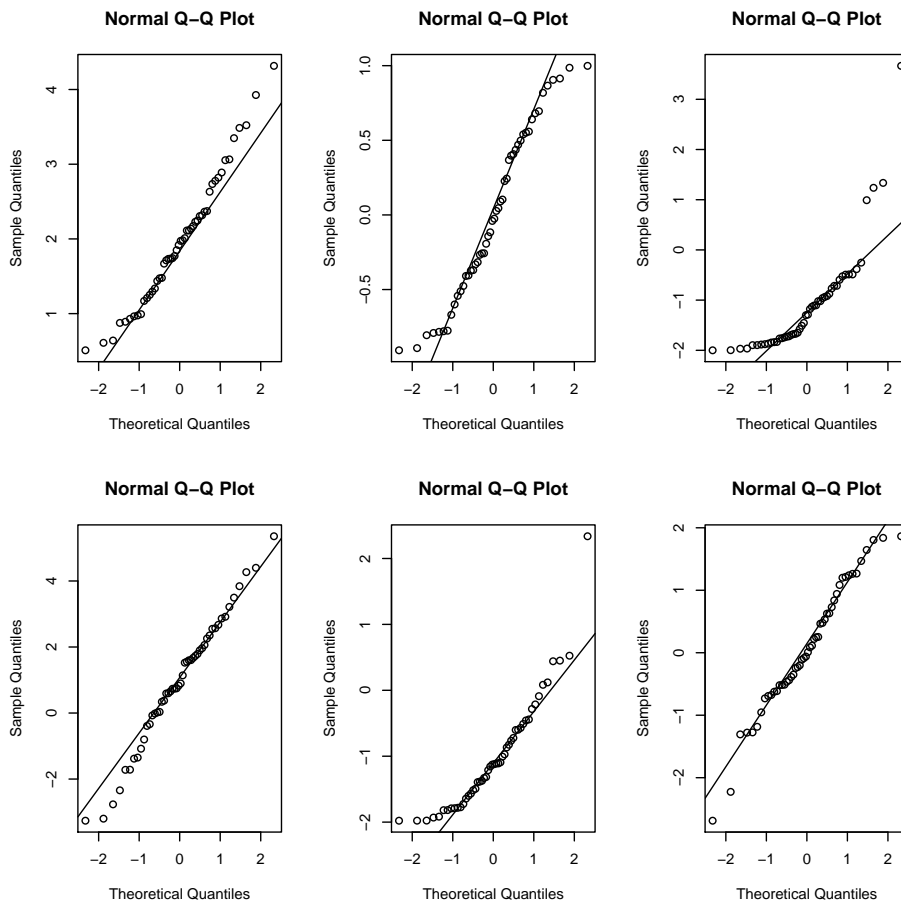 Normal Q−Q Plot
Sample Quantiles
4
3
2
1
−2 −1 0 1 2
Theoretical Quantiles
Normal Q−Q Plot
Sample Quantiles
1.0
0.5
0.0
−0.5
−2 −1 0 1 2
Theoretical Quantiles
Normal Q−Q Plot
Sample Quantiles
3
2
1
0
−1
−2
−2 −1 0 1 2
Theoretical Quantiles
Normal Q−Q Plot
Sample Quantiles
4
2
0
−2
−2 −1 0 1 2
Theoretical Quantiles
Normal Q−Q Plot
Sample Quantiles
2
1
0
−1
−2
−2 −1 0 1 2
Theoretical Quantiles
Normal Q−Q Plot
Sample Quantiles
2
1
0
−1
−2
−2 −1 0 1 2
Theoretical Quantiles